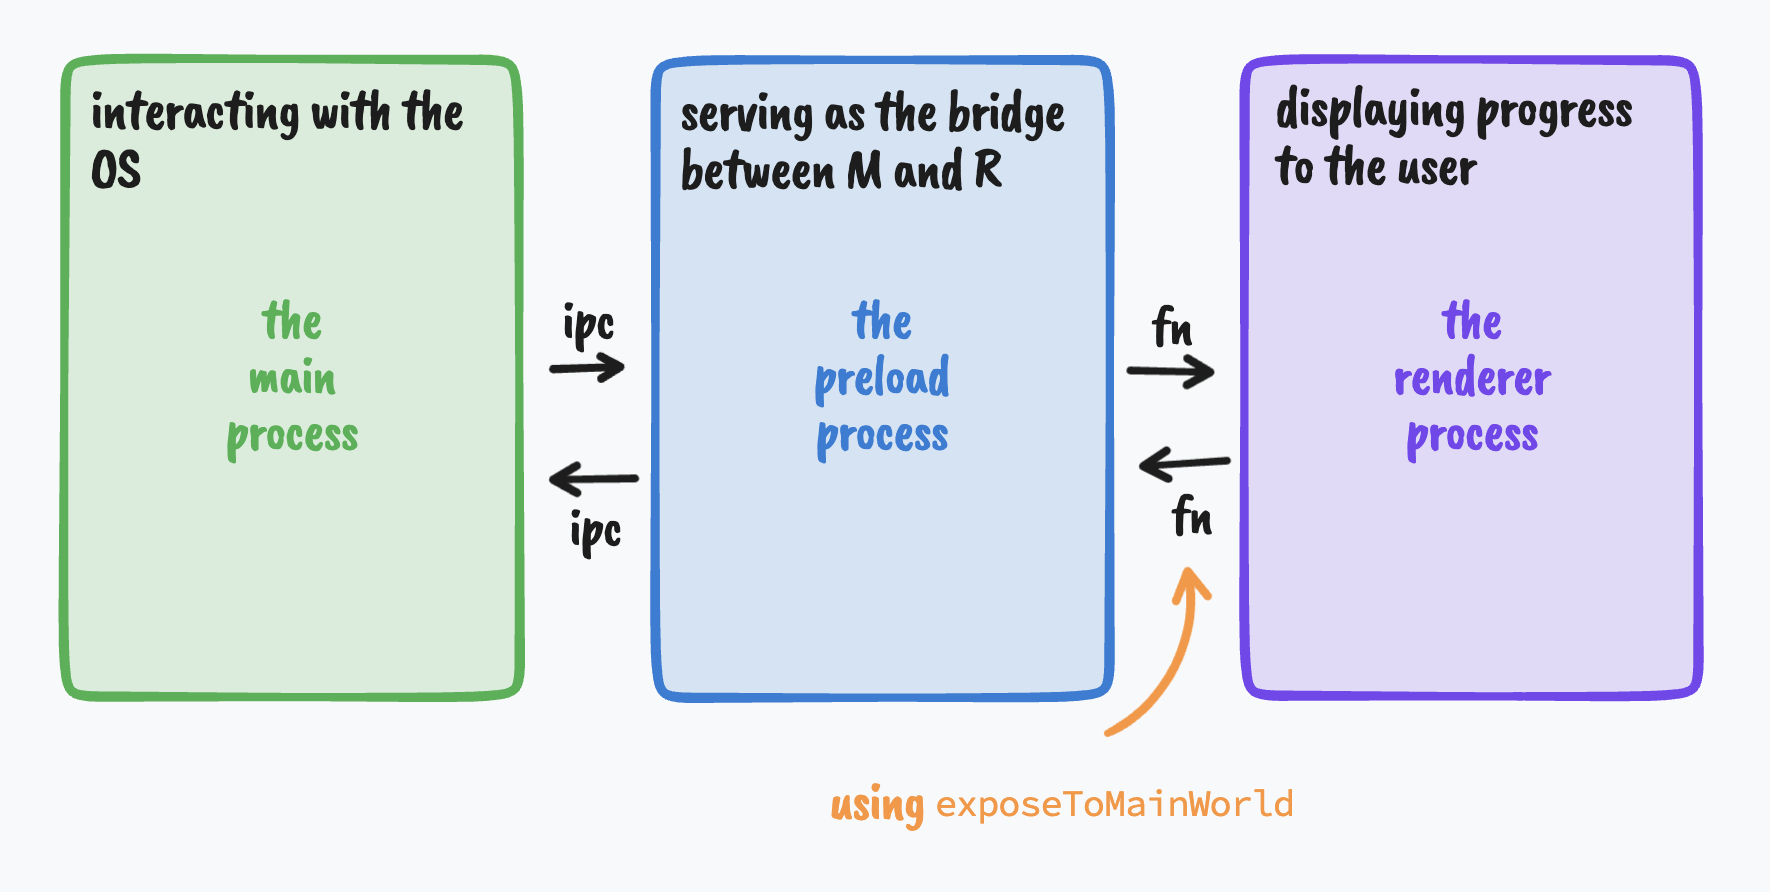 interacting with the
OS
the
main
process
ipc
ipc
serving as the bridge
between M and R
the
preload
process
fn
fn
displaying progress
to the user
the
renderer
process
using exposeToMainWorld